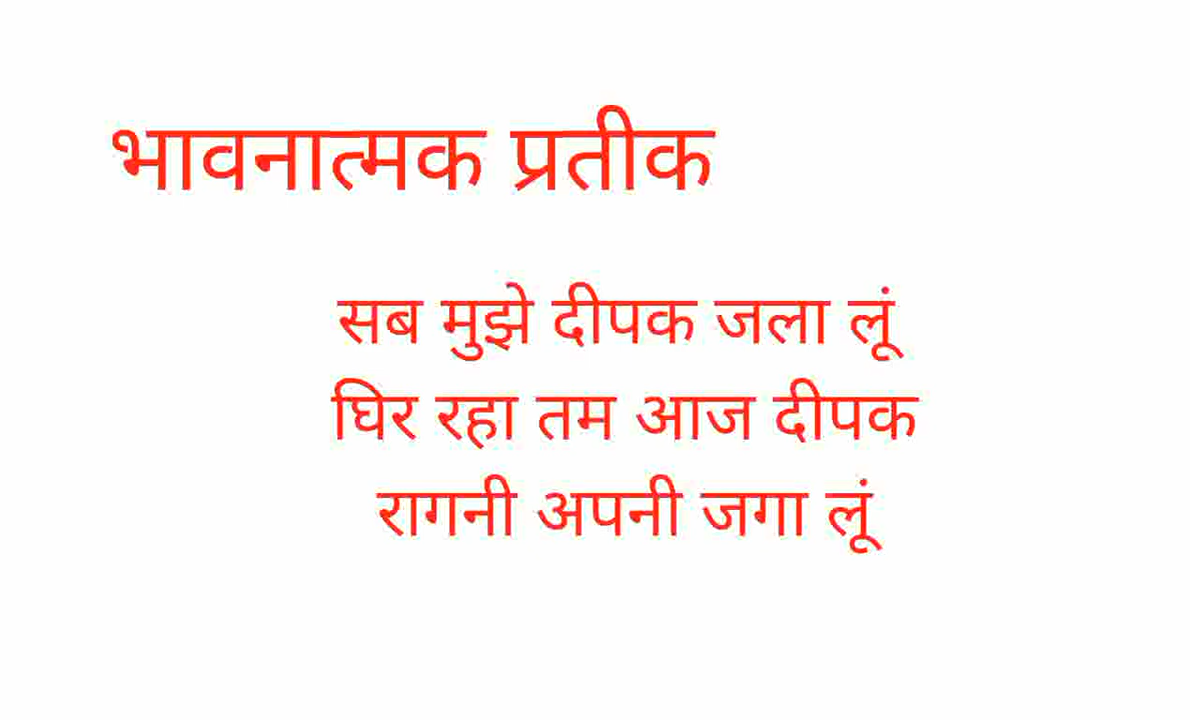 भावनात्मक प्रतीक
सब मुझे दीपक जला लूं
घिर रहा तम आज दीपक
रागनी अपनी जगा लूं